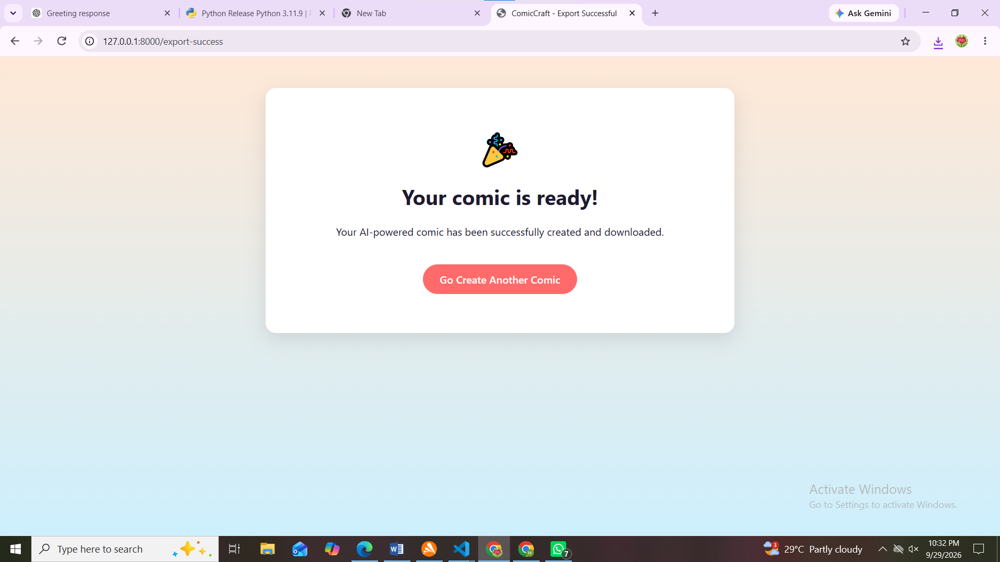 Greeting response
Python Release Python 3.11.9 |
New Tab
ComicCraft - Export Successful
Ask Gemini
127.0.0.1:8000/export-success
Your comic is ready!
Your AI-powered comic has been successfully created and downloaded.
Go Create Another Comic
Activate Windows
Go to Settings to activate Windows.
Type here to search
3
29°C Partly cloudy
7
M
10:32 PM
9/29/2026